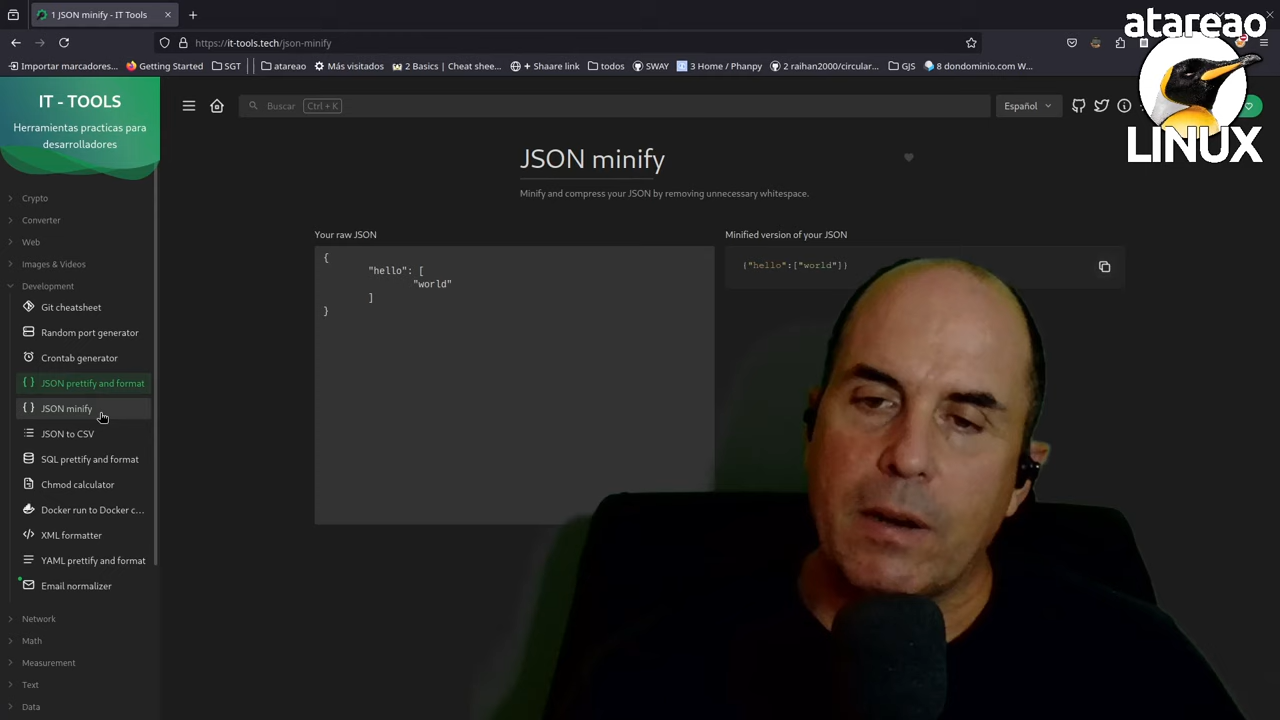 1 JSON minify - IT Tools
https://it-tools.tech/json-minify
Importar marcadores...
Getting Started
SGT
atareao
Más visitados
2 Basics | Cheat shee...
+ Shaare link
todos
SWAY
3 Home / Phanpy
2 raihan2000/circular...
GJS
8 dondominio.com W...
atareao
LINUX
IT - TOOLS
Herramientas practicas para
desarrolladores
Buscar
Ctrl + K
Español
Crypto
Converter
Web
Images & Videos
Development
Git cheatsheet
Random port generator
Crontab generator
JSON prettify and format
JSON minify
JSON to CSV
SQL prettify and format
Chmod calculator
Docker run to Docker c...
XML formatter
YAML prettify and format
Email normalizer
Network
Math
Measurement
Text
Data
JSON minify
Minify and compress your JSON by removing unnecessary whitespace.
Your raw JSON
{
"hello": [
"world"
]
}
Minified version of your JSON
{"hello":["world"]}